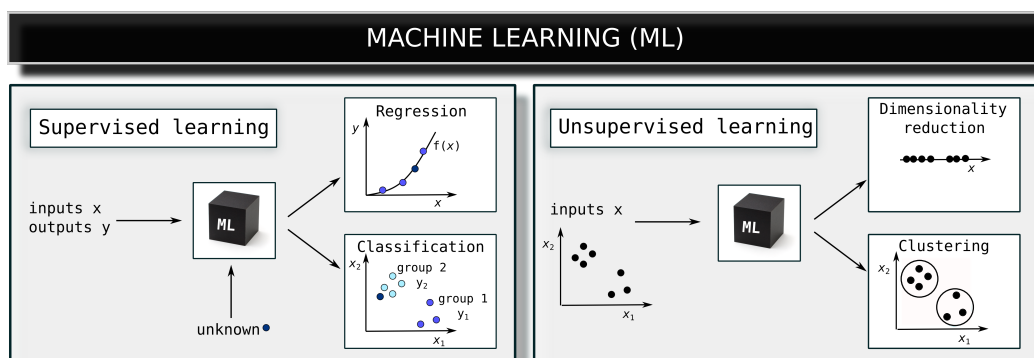 MACHINE LEARNING (ML)
Supervised learning
inputs x
outputs y
ML
unknown
Regression
y
f(x)
x
Classification
x2
group 2
y2
group 1
y1
x1
Unsupervised learning
inputs x
x2
x1
ML
Dimensionality
reduction
x
Clustering
x2
x1